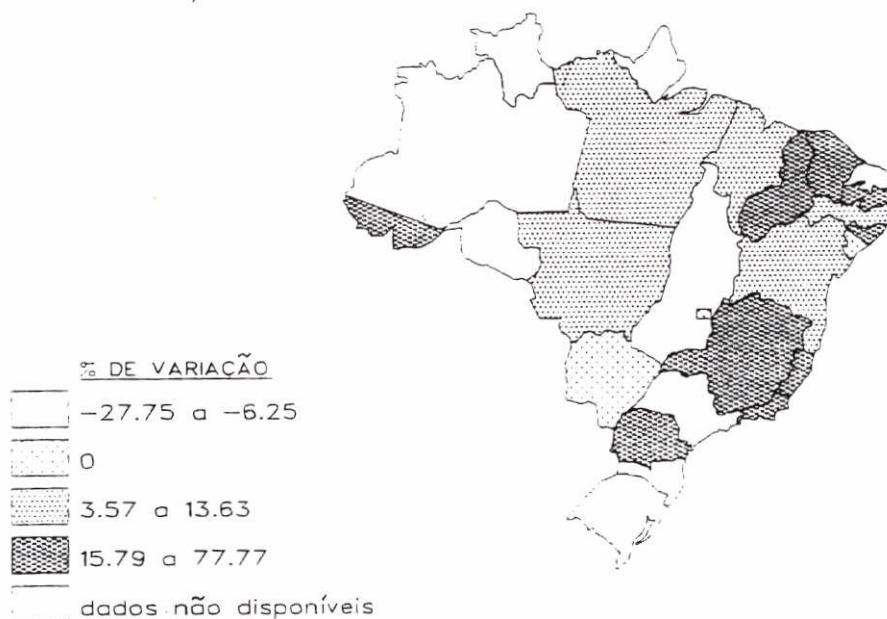 % DE VARIAÇÃO
-27.75 a -6.25
0
3.57 a 13.63
15.79 a 77.77
dados não disponíveis